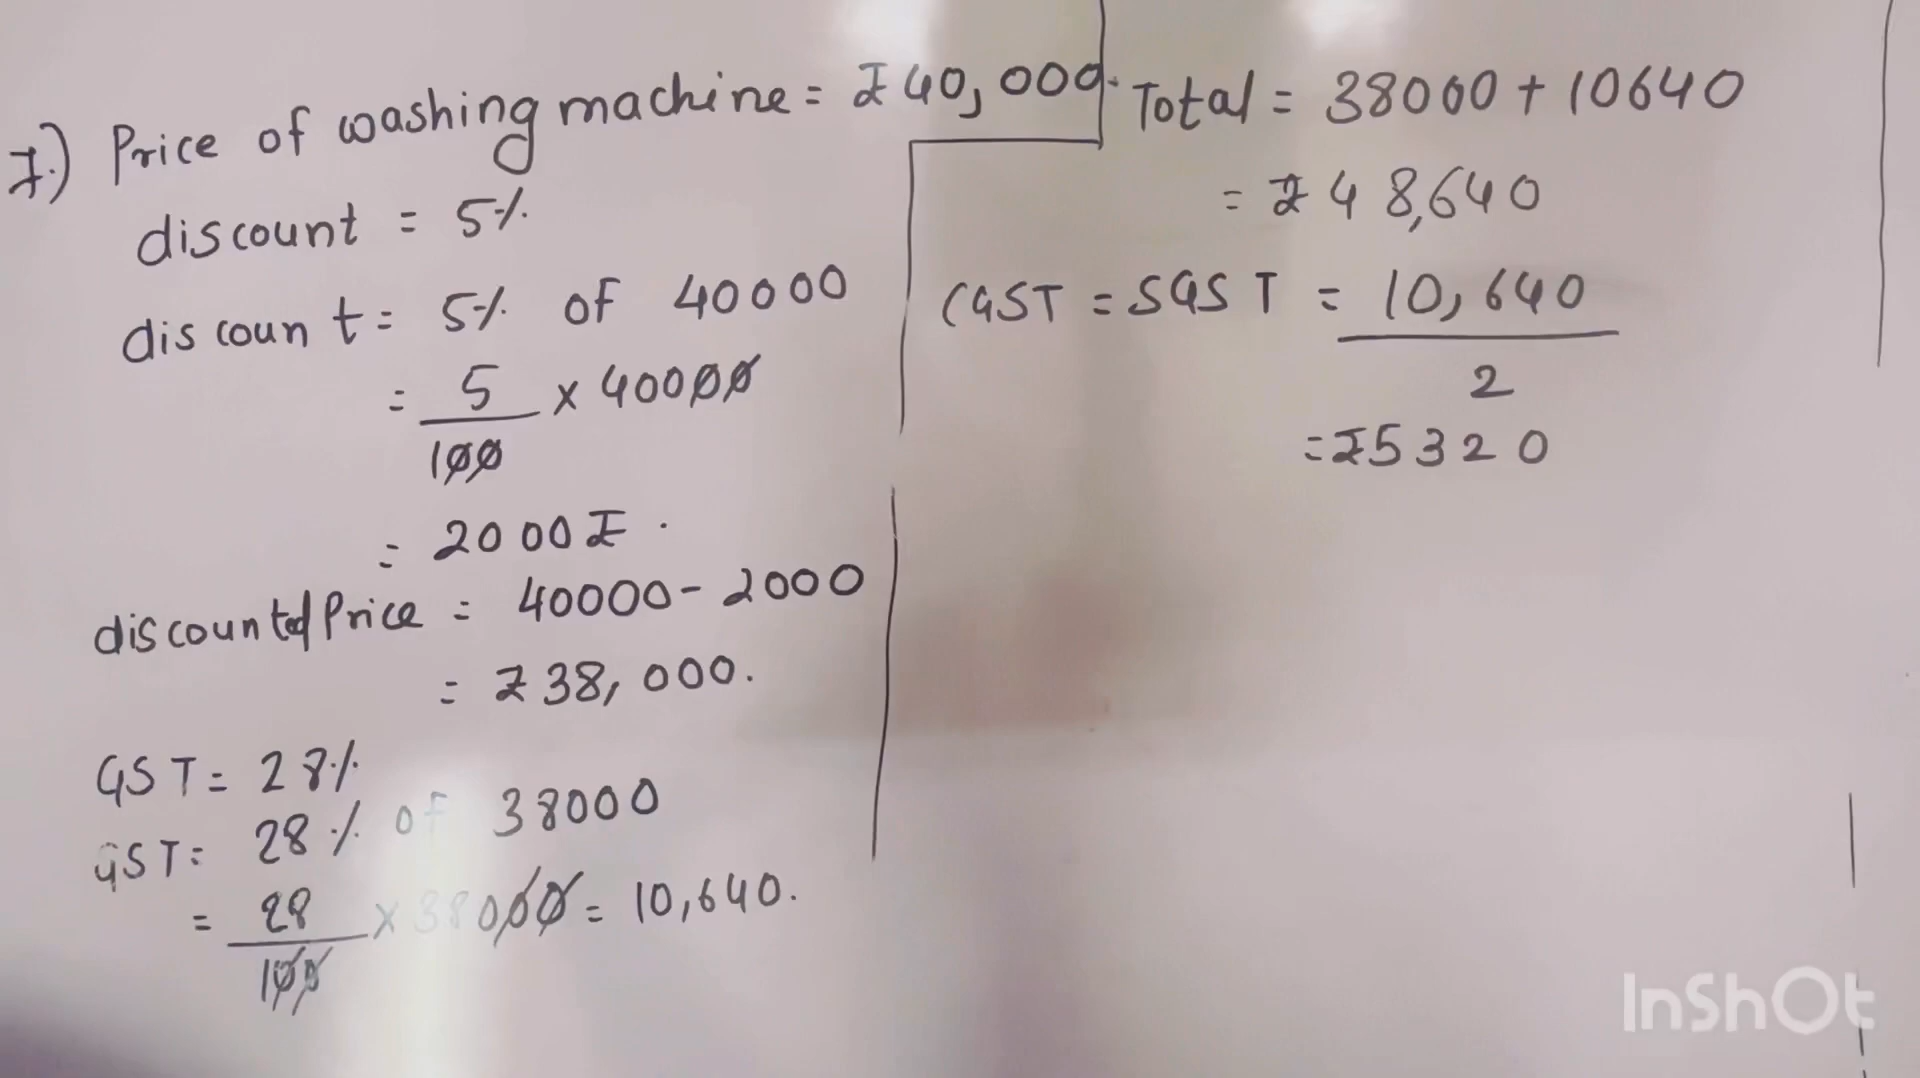 7.) Price of washing machine = ₹40,000.
discount = 5%
discount = 5% of 40000
= 5/100 x 40000
= 2000₹.
discounted Price = 40000-2000
= ₹38,000.
GST = 28%
GST = 28% of 38000
= 28/100 x 38000 = 10,640.
Total = 38000+10640
= ₹48,640
CGST = SGST = 10,640/2
= ₹5320
InShOt